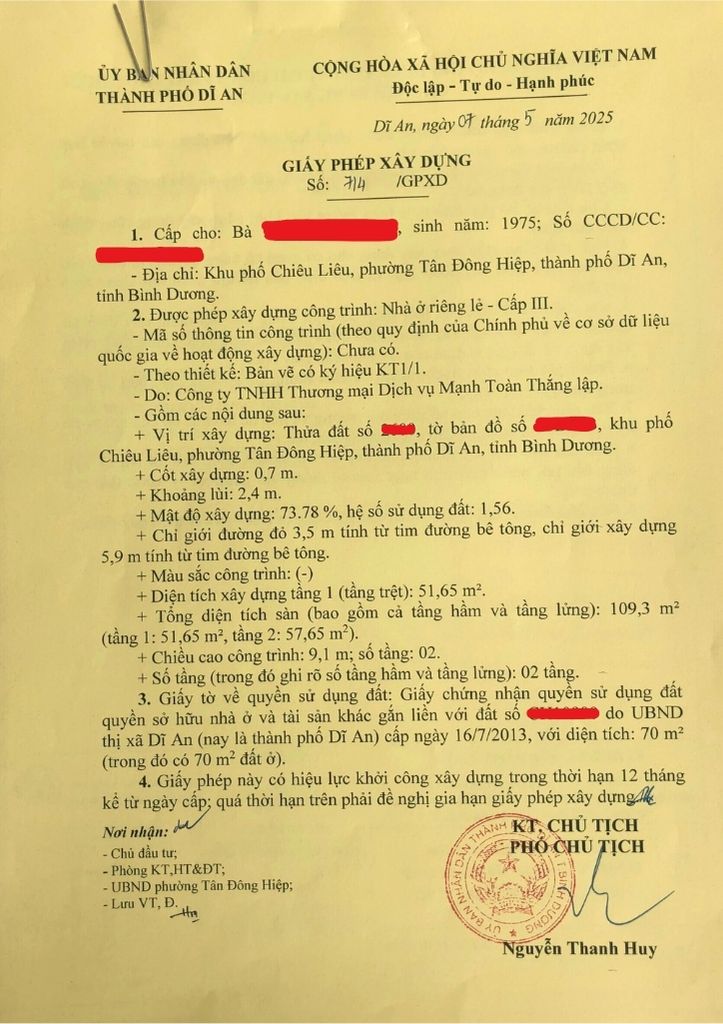 ỦY BAN NHÂN DÂN
THÀNH PHỐ DĨ AN
CỘNG HÒA XÃ HỘI CHỦ NGHĨA VIỆT NAM
Độc lập - Tự do - Hạnh phúc
Dĩ An, ngày 07 tháng 5 năm 2025
GIẤY PHÉP XÂY DỰNG
Số: 714 /GPXD
1. Cấp cho: Bà , sinh năm: 1975; Số CCCD/CC:
- Địa chỉ: Khu phố Chiêu Liêu, phường Tân Đông Hiệp, thành phố Dĩ An,
tỉnh Bình Dương.
2. Được phép xây dựng công trình: Nhà ở riêng lẻ - Cấp III.
- Mã số thông tin công trình (theo quy định của Chính phủ về cơ sở dữ liệu
quốc gia về hoạt động xây dựng): Chưa có.
- Theo thiết kế: Bản vẽ có ký hiệu KT1/1.
- Do: Công ty TNHH Thương mại Dịch vụ Mạnh Toàn Thắng lập.
- Gồm các nội dung sau:
+ Vị trí xây dựng: Thửa đất số , tờ bản đồ số , khu phố
Chiêu Liêu, phường Tân Đông Hiệp, thành phố Dĩ An, tỉnh Bình Dương.
+ Cốt xây dựng: 0,7 m.
+ Khoảng lùi: 2,4 m.
+ Mật độ xây dựng: 73.78 %, hệ số sử dụng đất: 1,56.
+ Chỉ giới đường đỏ 3,5 m tính từ tim đường bê tông, chỉ giới xây dựng
5,9 m tính từ tim đường bê tông.
+ Màu sắc công trình: (-)
+ Diện tích xây dựng tầng 1 (tầng trệt): 51,65 m².
+ Tổng diện tích sàn (bao gồm cả tầng hầm và tầng lửng): 109,3 m²
(tầng 1: 51,65 m², tầng 2: 57,65 m²).
+ Chiều cao công trình: 9,1 m; số tầng: 02.
+ Số tầng (trong đó ghi rõ số tầng hầm và tầng lửng): 02 tầng.
3. Giấy tờ về quyền sử dụng đất: Giấy chứng nhận quyền sử dụng đất
quyền sở hữu nhà ở và tài sản khác gắn liền với đất số do UBND
thị xã Dĩ An (nay là thành phố Dĩ An) cấp ngày 16/7/2013, với diện tích: 70 m²
(trong đó có 70 m² đất ở).
4. Giấy phép này có hiệu lực khởi công xây dựng trong thời hạn 12 tháng
kể từ ngày cấp; quá thời hạn trên phải đề nghị gia hạn giấy phép xây dựng.
Nơi nhận:
- Chủ đầu tư;
- Phòng KT,HT&ĐT;
- UBND phường Tân Đông Hiệp;
- Lưu VT, Đ.
KT. CHỦ TỊCH
PHÓ CHỦ TỊCH
Nguyễn Thanh Huy